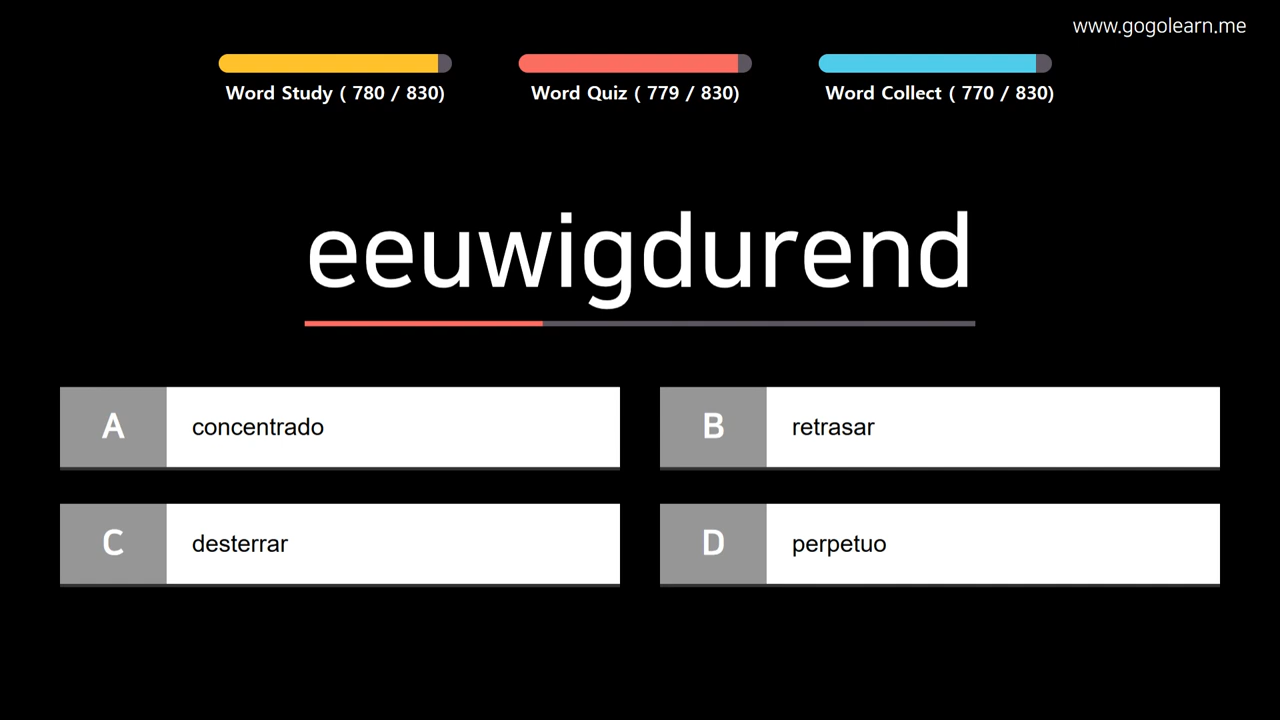 www.gogolearn.me
Word Study ( 780 / 830)
Word Quiz ( 779 / 830)
Word Collect ( 770 / 830)
eeuwigdurend
A concentrado
B retrasar
C desterrar
D perpetuo